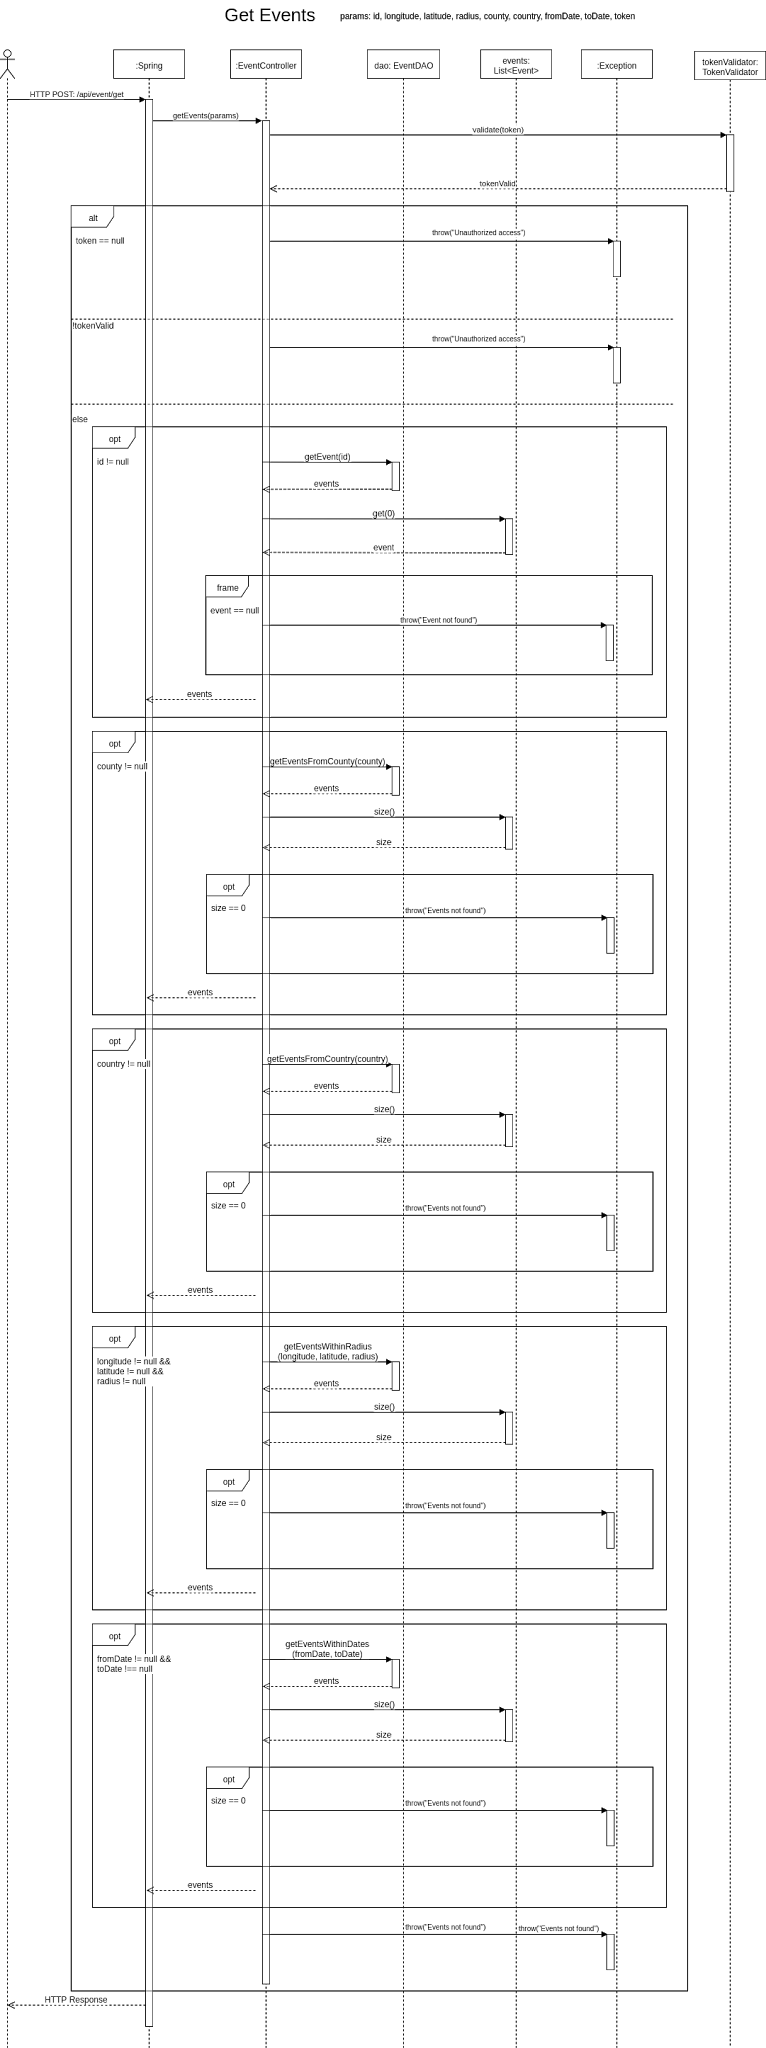 Get Events
params: id, longitude, latitude, radius, county, country, fromDate, toDate, token
:Spring
:EventController
dao: EventDAO
events:
List<Event>
:Exception
tokenValidator:
TokenValidator
HTTP POST: /api/event/get
getEvents(params)
validate(token)
tokenValid
alt
token == null
throw("Unauthorized access")
!tokenValid
throw("Unauthorized access")
else
opt
id != null
getEvent(id)
events
get(0)
event
frame
event == null
throw("Event not found")
events
opt
county != null
getEventsFromCounty(county)
events
size()
size
opt
size == 0
throw("Events not found")
events
opt
country != null
getEventsFromCountry(country)
events
size()
size
opt
size == 0
throw("Events not found")
events
opt
longitude != null &&
latitude != null &&
radius != null
getEventsWithinRadius
(longitude, latitude, radius)
events
size()
size
opt
size == 0
throw("Events not found")
events
opt
fromDate != null &&
toDate !== null
getEventsWithinDates
(fromDate, toDate)
events
size()
size
opt
size == 0
throw("Events not found")
events
throw("Events not found")
throw("Events not found")
HTTP Response